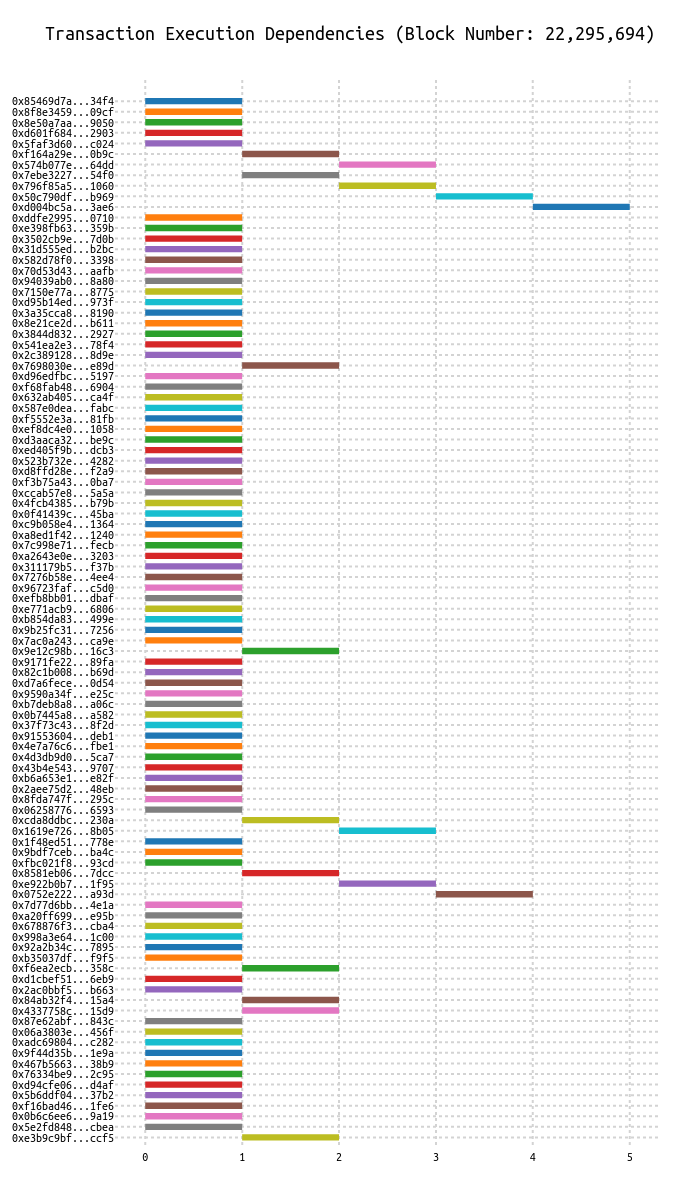 Transaction Execution Dependencies (Block Number: 22,295,694)
0x85469d7a...34f4
0x8f8e3459...09cf
0x8e50a7aa...9050
0xd601f684...2903
0x5faf3d60...c024
0xf164a29e...0b9c
0x574b077e...64dd
0x7ebe3227...54f0
0x796f85a5...1060
0x50c790df...b969
0xd004bc5a...3ae6
0xddfe2995...0710
0xe398fb63...359b
0x3502cb9e...7d0b
0x31d555ed...b2bc
0x582d78f0...3398
0x70d53d43...aafb
0x94039ab0...8a80
0x7150e77a...8775
0xd95b14ed...973f
0x3a35cca8...8190
0x8e21ce2d...b611
0x3844d832...2927
0x541ea2e3...78f4
0x2c389128...8d9e
0x7698030e...e89d
0xd96edfbc...5197
0xf68fab48...6904
0x632ab405...ca4f
0x587e0dea...fabc
0xf5552e3a...81fb
0xef8dc4e0...1058
0xd3aaca32...be9c
0xed405f9b...dcb3
0x523b732e...4282
0xd8ffd28e...f2a9
0xf3b75a43...0ba7
0xccab57e8...5a5a
0x4fcb4385...b79b
0x0f41439c...45ba
0xc9b058e4...1364
0xa8ed1f42...1240
0x7c998e71...fecb
0xa2643e0e...3203
0x311179b5...f37b
0x7276b58e...4ee4
0x96723faf...c5d0
0xefb8bb01...dbaf
0xe771acb9...6806
0xb854da83...499e
0x9b25fc31...7256
0x7ac0a243...ca9e
0x9e12c98b...16c3
0x9171fe22...89fa
0x82c1b008...b69d
0xd7a6fece...0d54
0x9590a34f...e25c
0xb7deb8a8...a06c
0x0b7445a8...a582
0x37f73c43...8f2d
0x91553604...deb1
0x4e7a76c6...fbe1
0x4d3db9d0...5ca7
0x43b4e543...9707
0xb6a653e1...e82f
0x2aee75d2...48eb
0x8fda747f...295c
0x06258776...6593
0xcda8ddbc...230a
0x1619e726...8b05
0x1f48ed51...778e
0x9bdf7ceb...ba4c
0xfbc021f8...93cd
0x8581eb06...7dcc
0xe922b0b7...1f95
0x0752e222...a93d
0x7d77d6bb...4e1a
0xa20ff699...e95b
0x678876f3...cba4
0x998a3e64...1c00
0x92a2b34c...7895
0xb35037df...f9f5
0xf6ea2ecb...358c
0xd1cbef51...6eb9
0x2ac0bbf5...b663
0x84ab32f4...15a4
0x4337758c...15d9
0x87e62abf...843c
0x06a3803e...456f
0xadc69804...c282
0x9f44d35b...1e9a
0x467b5663...38b9
0x76334be9...2c95
0xd94cfe06...d4af
0x5b6ddf04...37b2
0xf16bad46...1fe6
0x0b6c6ee6...9a19
0x5e2fd848...cbea
0xe3b9c9bf...ccf5
0 1 2 3 4 5